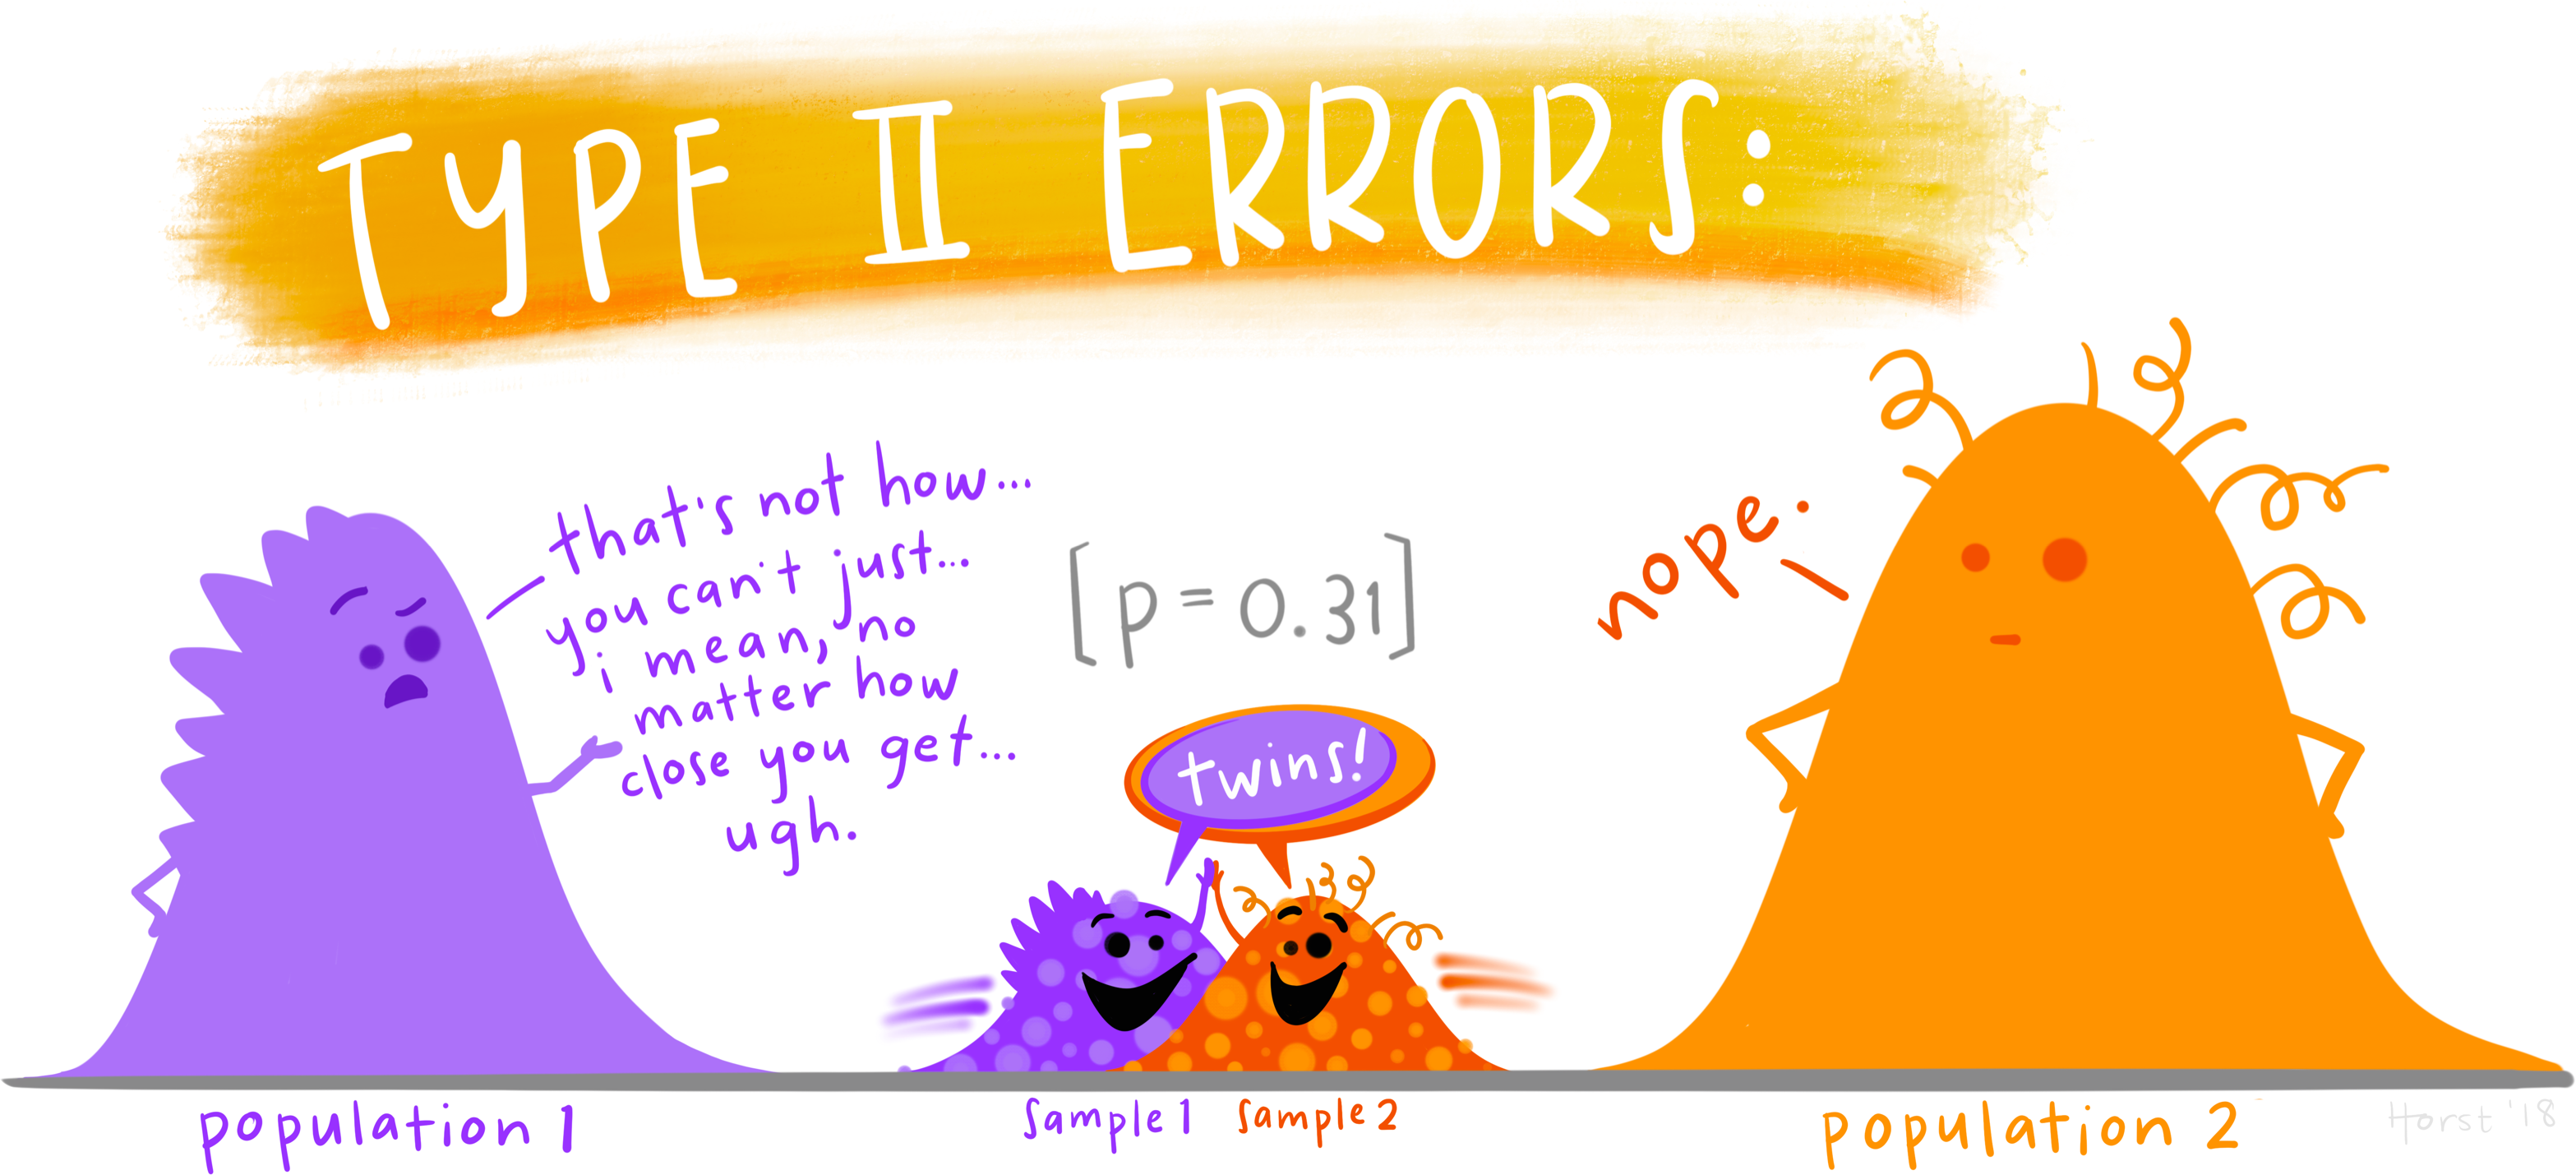 TYPE II ERRORS:
that's not how...
you can't just...
i mean, no
matter how
close you get...
ugh.
[p = 0.31]
nope.
twins!
population 1
Sample 1
Sample 2
population 2
Horst '18